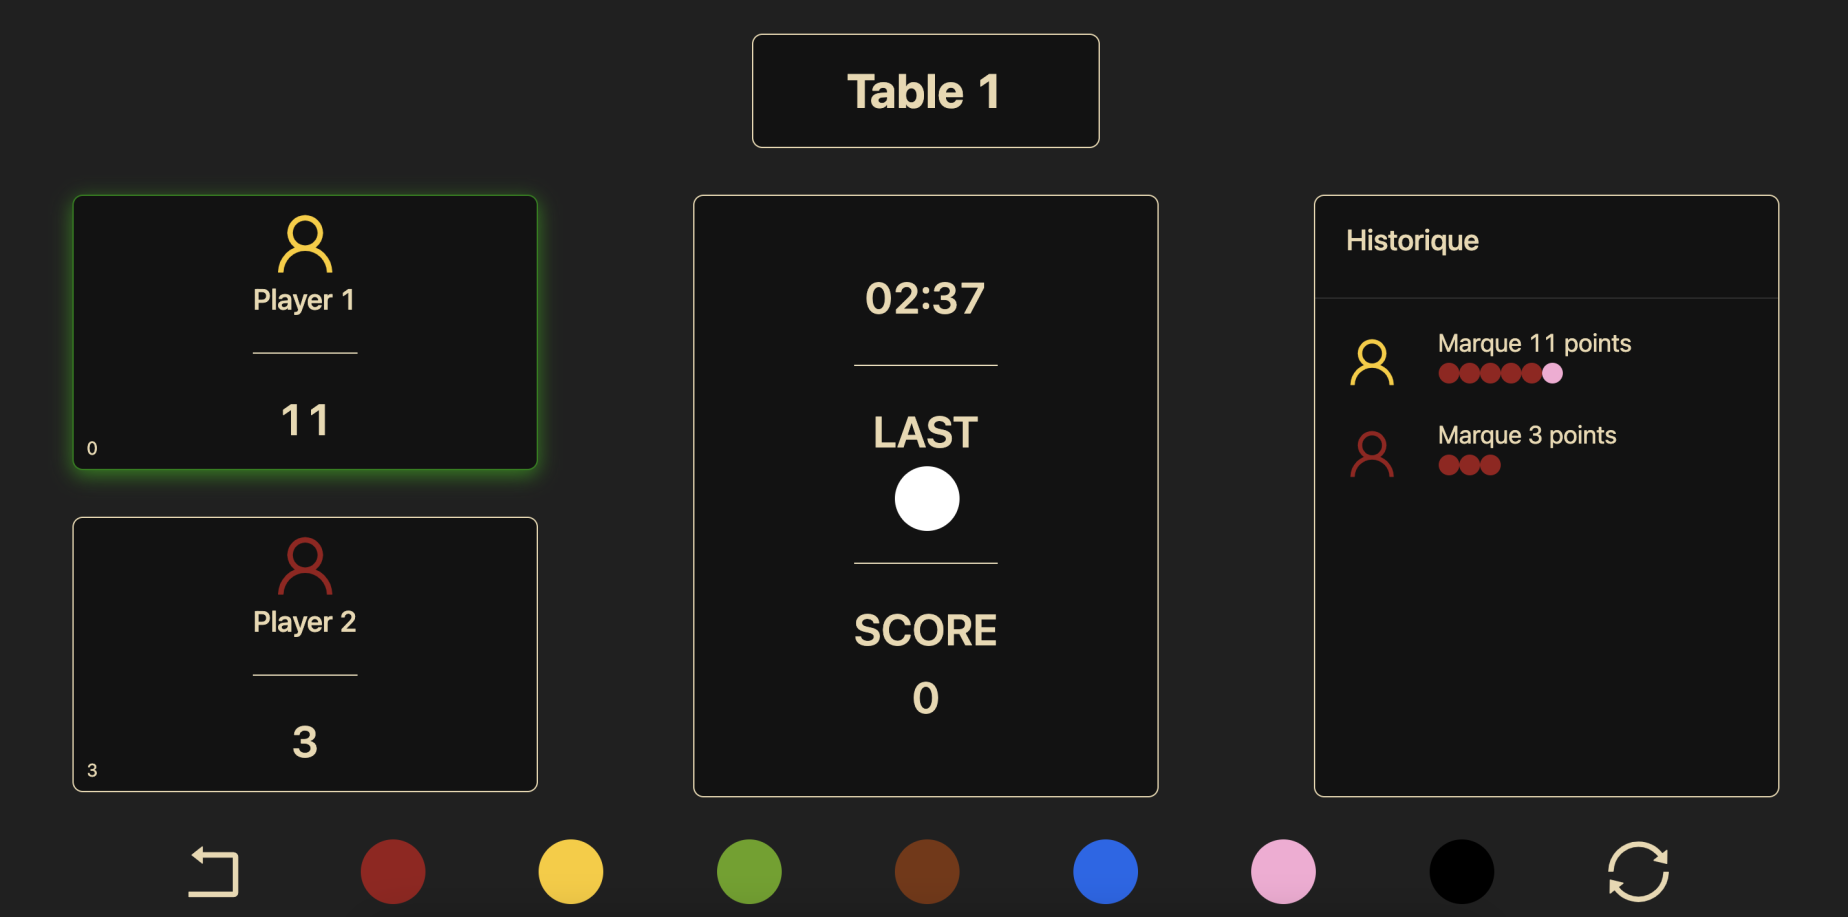 Table 1
Player 1
11
0
Player 2
3
3
02:37
LAST
SCORE
0
Historique
Marque 11 points
Marque 3 points